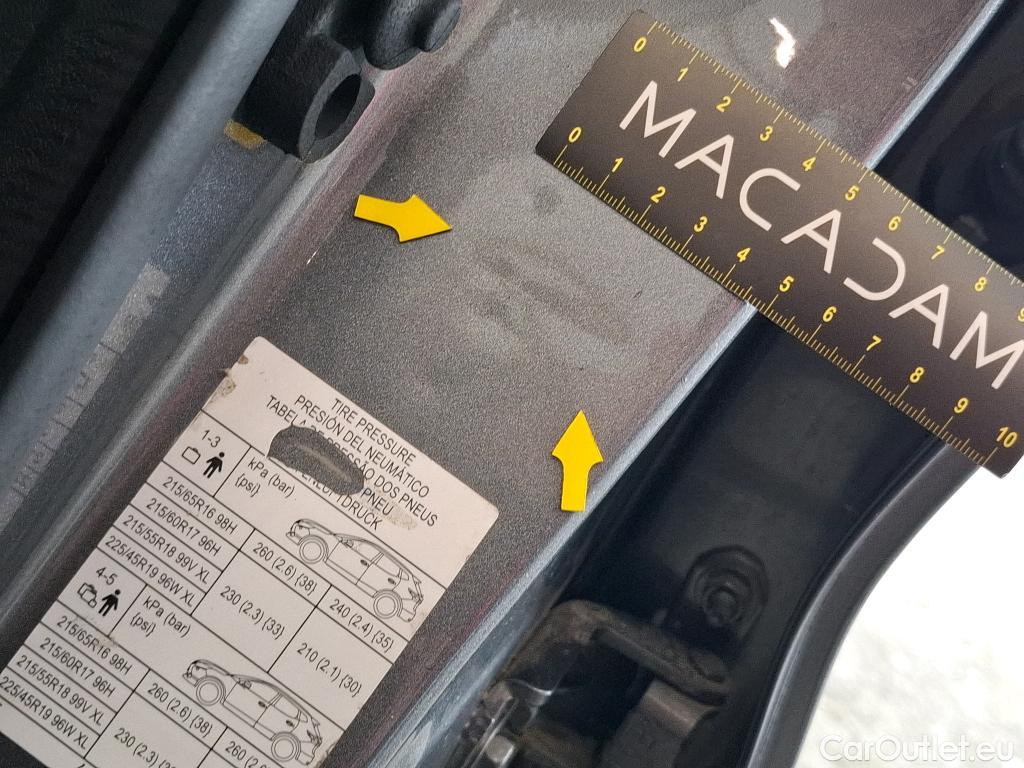 0 1 2 3 4 5 6 7 8 9
MACADAM
0 1 2 3 4 5 6 7 8 9 10
TIRE PRESSURE
PRESIÓN DEL NEUMÁTICO
TABELA PRESSÃO DOS PNEUS
PNEU
DRUCK
1-3
kPa (bar)
(psi)
215/65R16 98H
215/60R17 96H
215/55R18 99V XL
225/45R19 96W XL
260 (2.6) (38)
240 (2.4) (35)
230 (2.3) (33)
210 (2.1) (30)
4-5
kPa (bar)
(psi)
215/65R16 98H
215/60R17 96H
215/55R18 99V XL
225/45R19 96W XL
260 (2.6) (38)
260
230 (2.3)
CarOutlet.eu